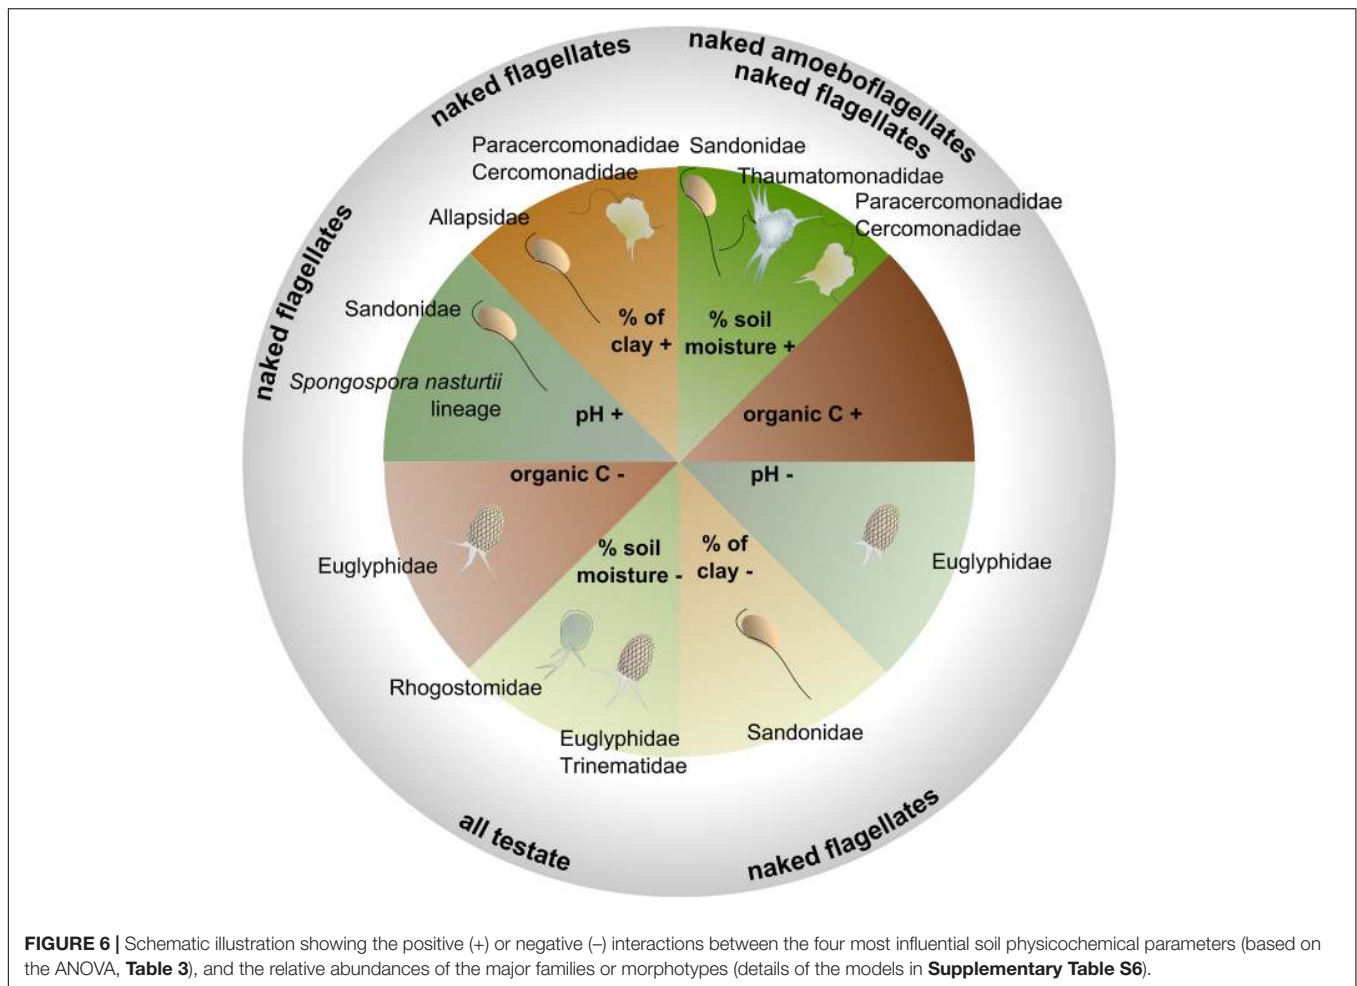 naked flagellates
naked amoeboflagellates
naked flagellates
Paracercomonadidae
Cercomonadidae
Sandonidae
Thaumatomonadidae
Paracercomonadidae
Cercomonadidae
Allapsidae
naked flagellates
Sandonidae
% of
clay +
% soil
moisture +
Spongospora nasturtii
lineage
pH +
organic C +
organic C -
pH -
% soil
moisture -
% of
clay -
Euglyphidae
Euglyphidae
Rhogostomidae
Euglyphidae
Trinematidae
Sandonidae
all testate
naked flagellates
FIGURE 6 | Schematic illustration showing the positive (+) or negative (–) interactions between the four most influential soil physicochemical parameters (based on
the ANOVA, Table 3), and the relative abundances of the major families or morphotypes (details of the models in Supplementary Table S6).